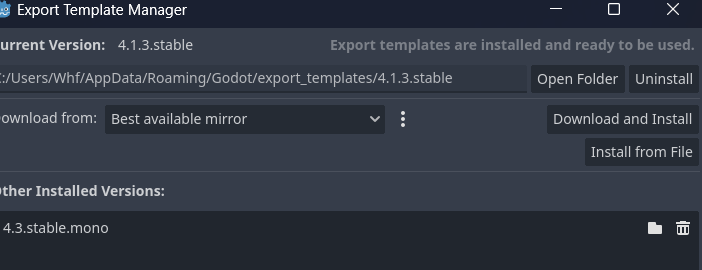 Export Template Manager
urrent Version: 4.1.3.stable Export templates are installed and ready to be used.
:/Users/Whf/AppData/Roaming/Godot/export_templates/4.1.3.stable Open Folder Uninstall
ownload from: Best available mirror Download and Install
Install from File
ther Installed Versions:
4.3.stable.mono